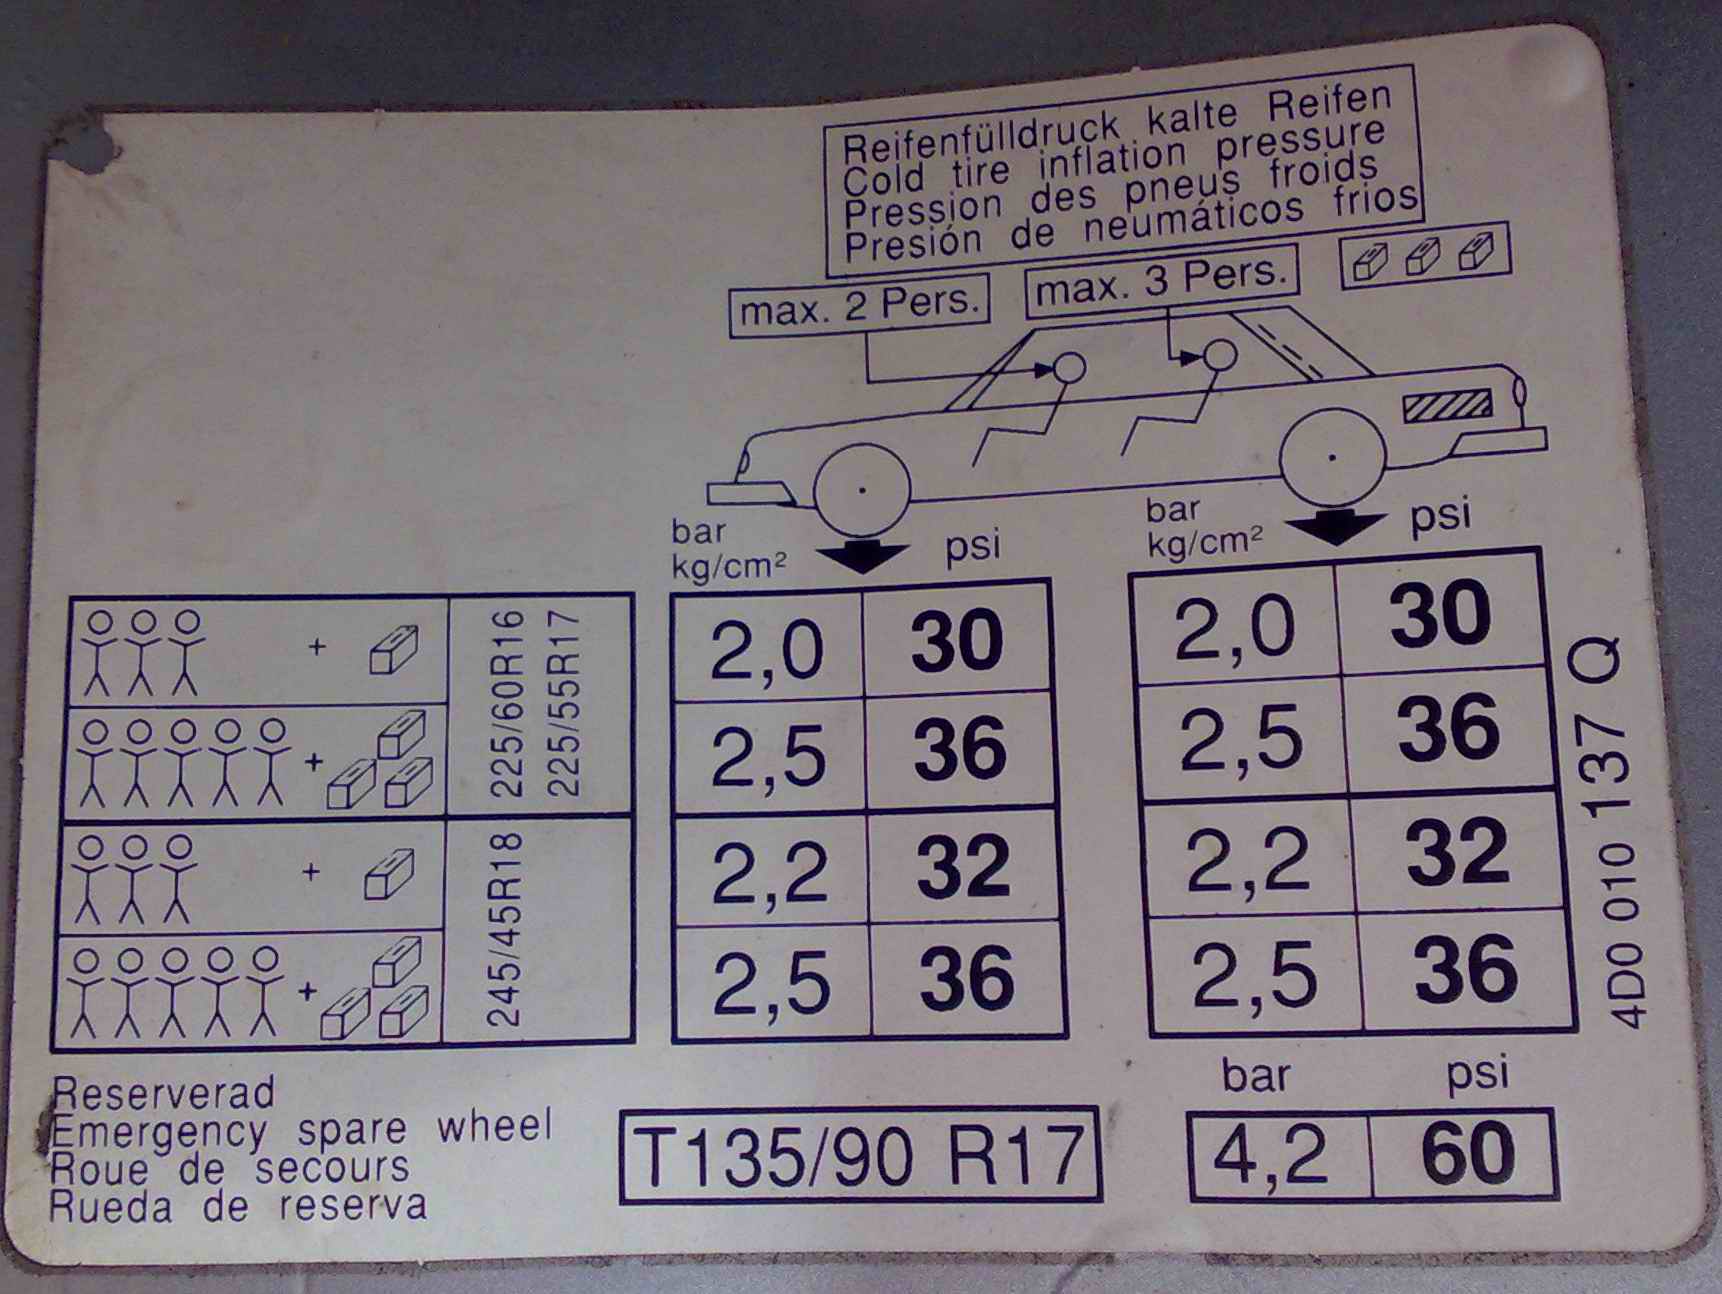 Reifenfülldruck kalte Reifen
Cold tire inflation pressure
Pression des pneus froids
Presión de neumáticos frios
max. 2 Pers.
max. 3 Pers.
bar
kg/cm²
psi
bar
kg/cm²
psi
+
225/60R16
225/55R17
2,0 30
2,0 30
+
2,5 36
2,5 36
+
245/45R18
2,2 32
2,2 32
+
2,5 36
2,5 36
4D0 010 137 Q
Reserverad
Emergency spare wheel
Roue de secours
Rueda de reserva
T135/90 R17
bar psi
4,2 60